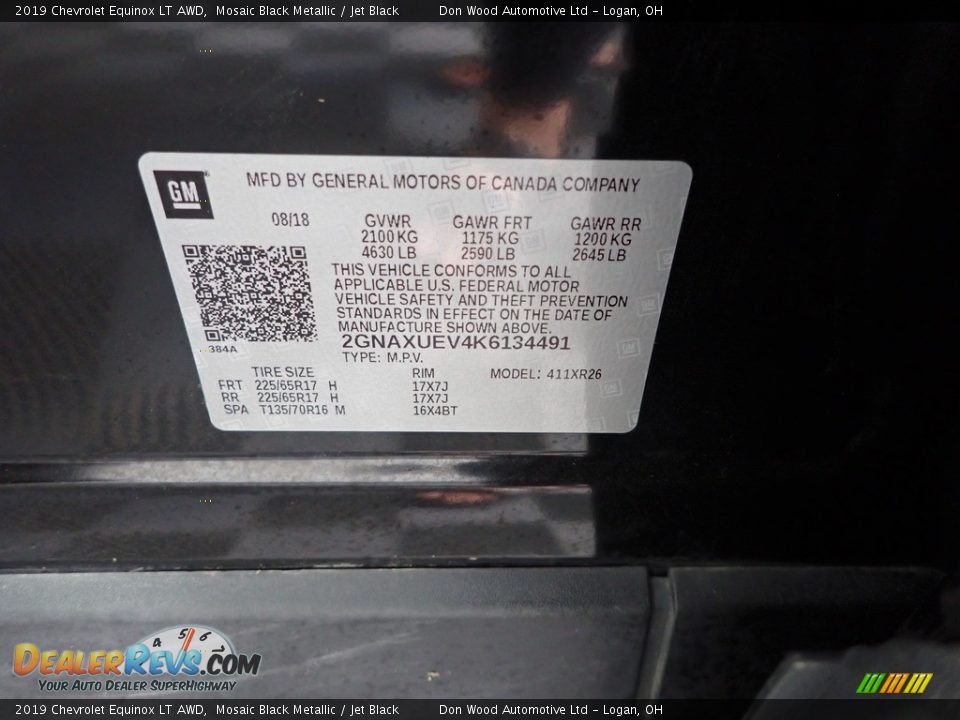 2019 Chevrolet Equinox LT AWD, Mosaic Black Metallic / Jet Black Don Wood Automotive Ltd - Logan, OH
GM
MFD BY GENERAL MOTORS OF CANADA COMPANY
08/18 GVWR GAWR FRT GAWR RR
2100 KG 1175 KG 1200 KG
4630 LB 2590 LB 2645 LB
THIS VEHICLE CONFORMS TO ALL
APPLICABLE U.S. FEDERAL MOTOR
VEHICLE SAFETY AND THEFT PREVENTION
STANDARDS IN EFFECT ON THE DATE OF
MANUFACTURE SHOWN ABOVE.
384A
2GNAXUEV4K6134491
TYPE: M.P.V.
TIRE SIZE RIM MODEL: 411XR26
FRT 225/65R17 H 17X7J
RR 225/65R17 H 17X7J
SPA T135/70R16 M 16X4BT
4 5 6
DEALERREVS.COM
YOUR AUTO DEALER SUPERHIGHWAY
2019 Chevrolet Equinox LT AWD, Mosaic Black Metallic / Jet Black Don Wood Automotive Ltd - Logan, OH